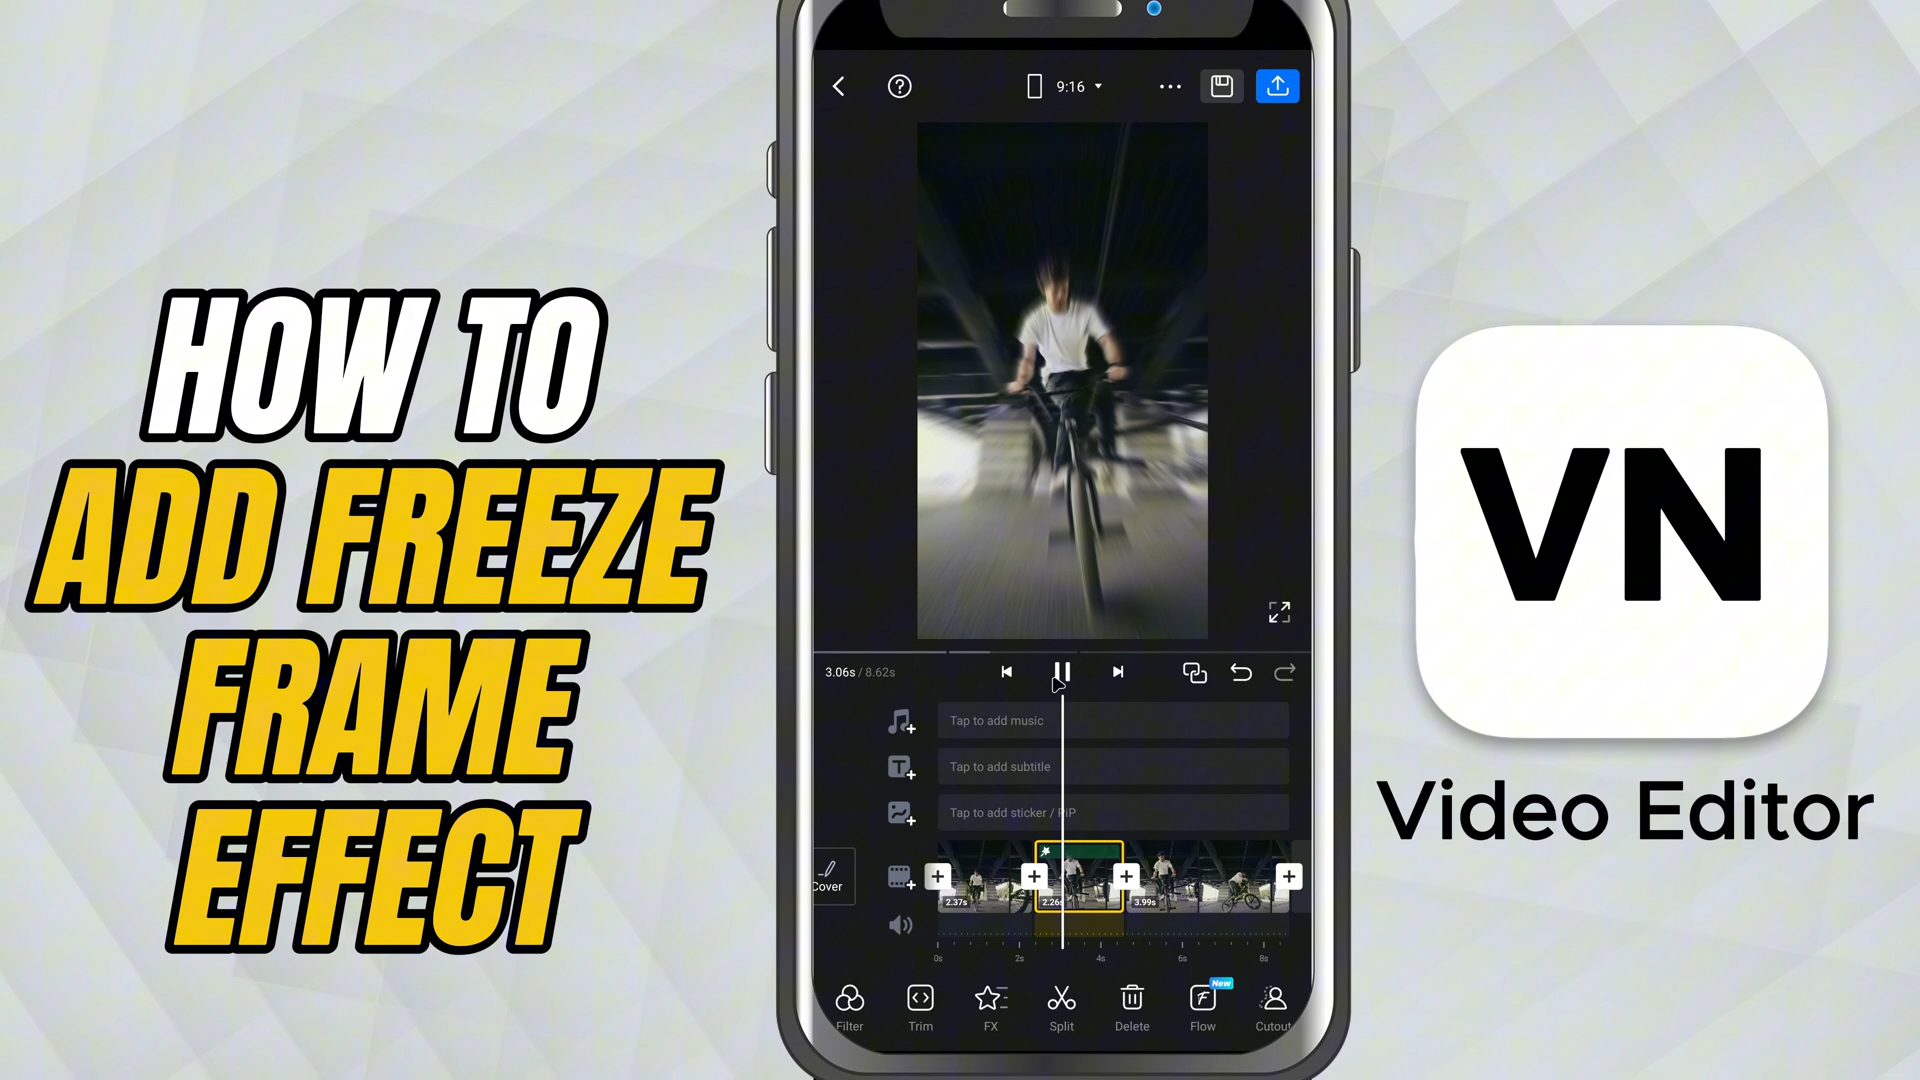 HOW TO
ADD FREEZE
FRAME
EFFECT
9:16
3.06s / 8.62s
Tap to add music
Tap to add subtitle
Tap to add sticker / PiP
Cover
2.37s
2.26s
3.99s
0s 2s 4s 6s 8s
New
Filter Trim FX Split Delete Flow Cutout
VN
Video Editor